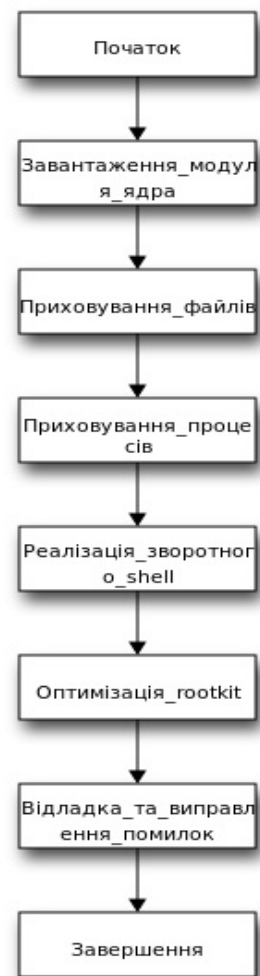 Початок
Завантаження_модул
я_ядра
Приховування_файлів
Приховування_проце
сів
Реалізація_зворотног
о_shell
Оптимізація_rootkit
Відладка_та_виправл
ення_помилок
Завершення